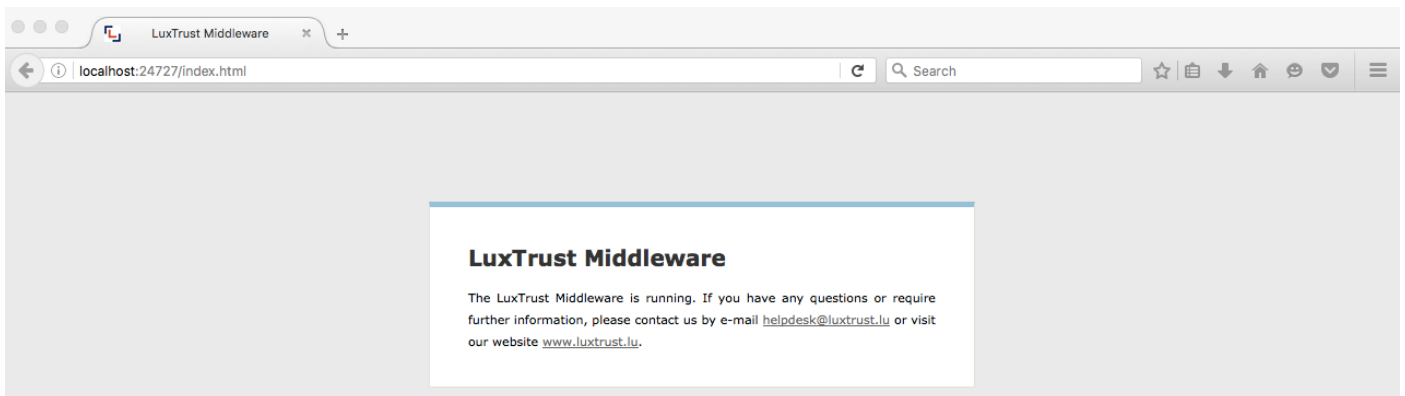 LuxTrust Middleware
localhost:24727/index.html
Search
LuxTrust Middleware
The LuxTrust Middleware is running. If you have any questions or require
further information, please contact us by e-mail helpdesk@luxtrust.lu or visit
our website www.luxtrust.lu.